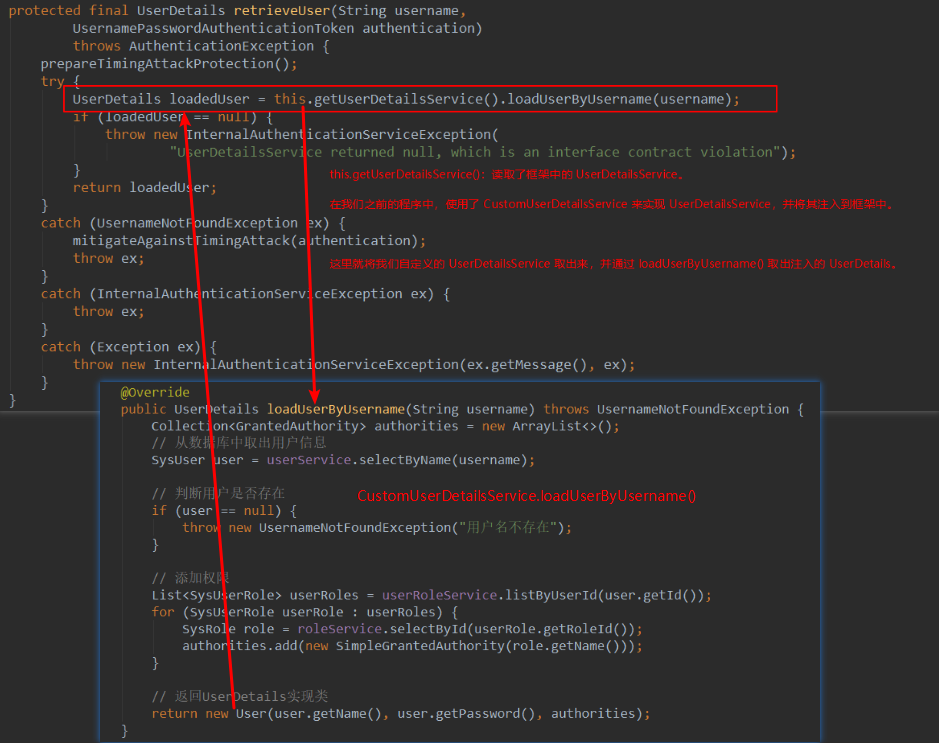 protected final UserDetails retrieveUser(String username,
UsernamePasswordAuthenticationToken authentication)
throws AuthenticationException {
prepareTimingAttackProtection();
try {
UserDetails loadedUser = this.getUserDetailsService().loadUserByUsername(username);
if (loadedUser == null) {
throw new InternalAuthenticationServiceException(
"UserDetailsService returned null, which is an interface contract violation");
}
this.getUserDetailsService()：读取了框架中的 UserDetailsService。
return loadedUser;
}
在我们之前的程序中，使用了 CustomUserDetailsService 来实现 UserDetailsService，并将其注入到框架中。
catch (UsernameNotFoundException ex) {
mitigateAgainstTimingAttack(authentication);
throw ex;
这里就将我们自定义的 UserDetailsService 取出来，并通过 loadUserByUsername() 取出注入的 UserDetails。
}
catch (InternalAuthenticationServiceException ex) {
throw ex;
}
catch (Exception ex) {
throw new InternalAuthenticationServiceException(ex.getMessage(), ex);
}
}
@Override
public UserDetails loadUserByUsername(String username) throws UsernameNotFoundException {
Collection<GrantedAuthority> authorities = new ArrayList<>();
// 从数据库中取出用户信息
SysUser user = userService.selectByName(username);
// 判断用户是否存在
CustomUserDetailsService.loadUserByUsername()
if (user == null) {
throw new UsernameNotFoundException("用户名不存在");
}
// 添加权限
List<SysUserRole> userRoles = userRoleService.listByUserId(user.getId());
for (SysUserRole userRole : userRoles) {
SysRole role = roleService.selectById(userRole.getRoleId());
authorities.add(new SimpleGrantedAuthority(role.getName()));
}
// 返回UserDetails实现类
return new User(user.getName(), user.getPassword(), authorities);
}